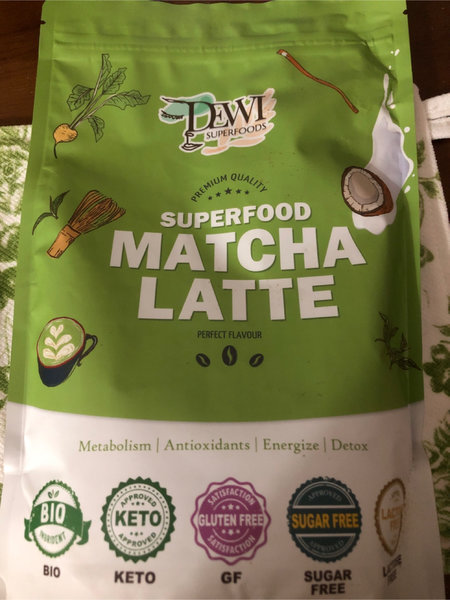 DEWI
SUPERFOODS
PREMIUM QUALITY
SUPERFOOD
MATCHA
LATTE
PERFECT FLAVOUR
Metabolism | Antioxidants | Energize | Detox
BIO
INGREDIENT
BIO
APPROVED
KETO
APPROVED
KETO
SATISFACTION
GLUTEN FREE
SATISFACTION
GF
APPROVED
SUGAR FREE
APPROVED
SUGAR
FREE